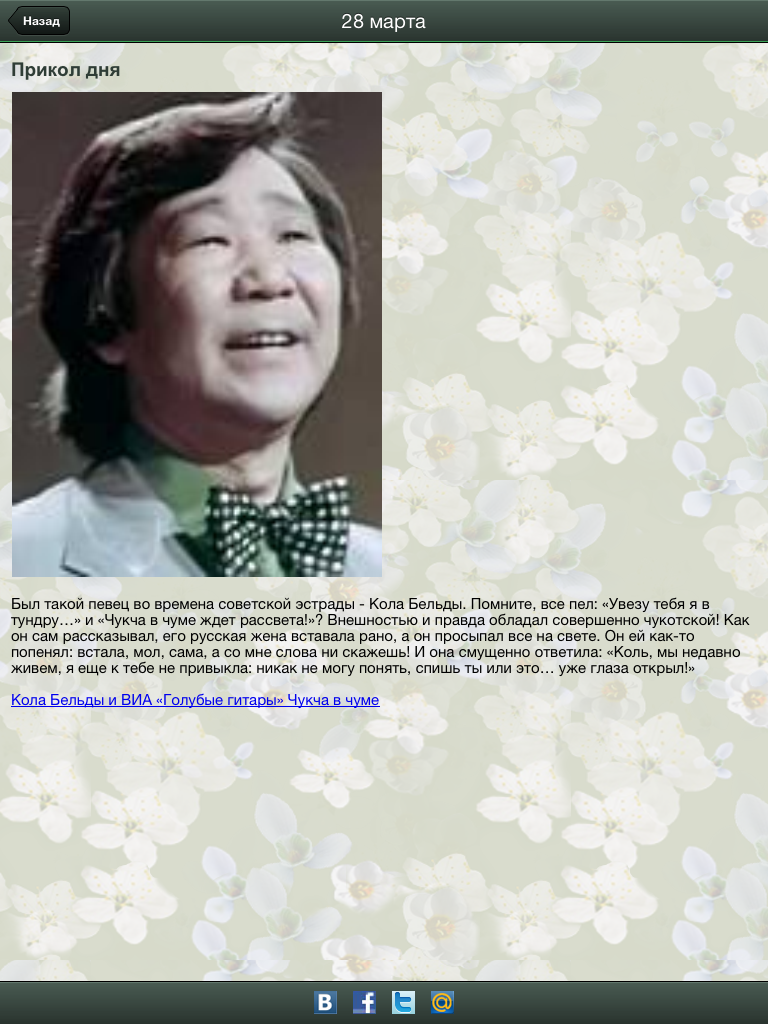 Назад
28 марта
Прикол дня
Был такой певец во времена советской эстрады - Кола Бельды. Помните, все пел: «Увезу тебя я в
тундру…» и «Чукча в чуме ждет рассвета!»? Внешностью и правда обладал совершенно чукотской! Как
он сам рассказывал, его русская жена вставала рано, а он просыпал все на свете. Он ей как-то
попенял: встала, мол, сама, а со мне слова ни скажешь! И она смущенно ответила: «Коль, мы недавно
живем, я еще к тебе не привыкла: никак не могу понять, спишь ты или это… уже глаза открыл!»
Кола Бельды и ВИА «Голубые гитары» Чукча в чуме